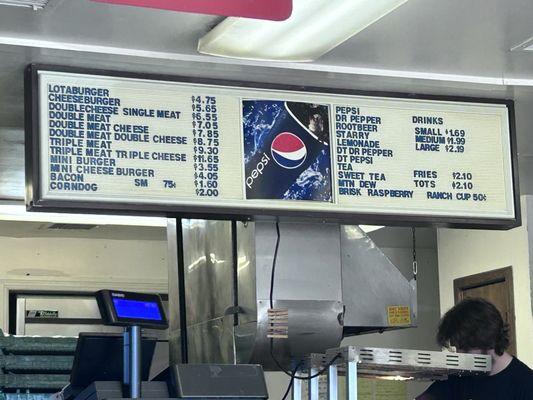 LOTABURGER $4.75
CHEESEBURGER $5.65
DOUBLECHEESE SINGLE MEAT $6.55
DOUBLE MEAT $7.05
DOUBLE MEAT CHEESE $7.85
DOUBLE MEAT DOUBLE CHEESE $8.75
TRIPLE MEAT $9.30
TRIPLE MEAT TRIPLE CHEESE $11.65
MINI BURGER $3.55
MINI CHEESE BURGER $4.05
BACON SM 75¢ $1.60
CORNDOG $2.00
pepsi
PEPSI
DR PEPPER
ROOTBEER
STARRY
LEMONADE
DT DR PEPPER
DT PEPSI
TEA
SWEET TEA
MTN DEW
BRISK RASPBERRY
DRINKS
SMALL $1.69
MEDIUM $1.99
LARGE $2.19
FRIES $2.10
TOTS $2.10
RANCH CUP 50¢